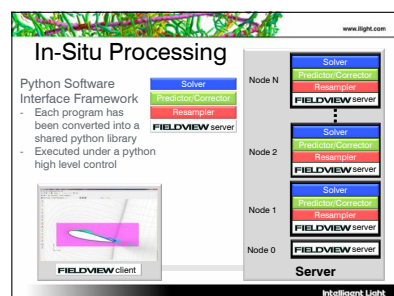 www.ilight.com
In-Situ Processing
Python Software
Interface Framework
- Each program has
been converted into a
shared python library
- Executed under a python
high level control
Solver
Predictor/Corrector
Resampler
FIELDVIEW server
FIELDVIEW client
Node N
Solver
Predictor/Corrector
Resampler
FIELDVIEW server
Node 2
Solver
Predictor/Corrector
Resampler
FIELDVIEW server
Node 1
Solver
Predictor/Corrector
Resampler
FIELDVIEW server
Node 0
FIELDVIEW server
Server
Intelligent Light